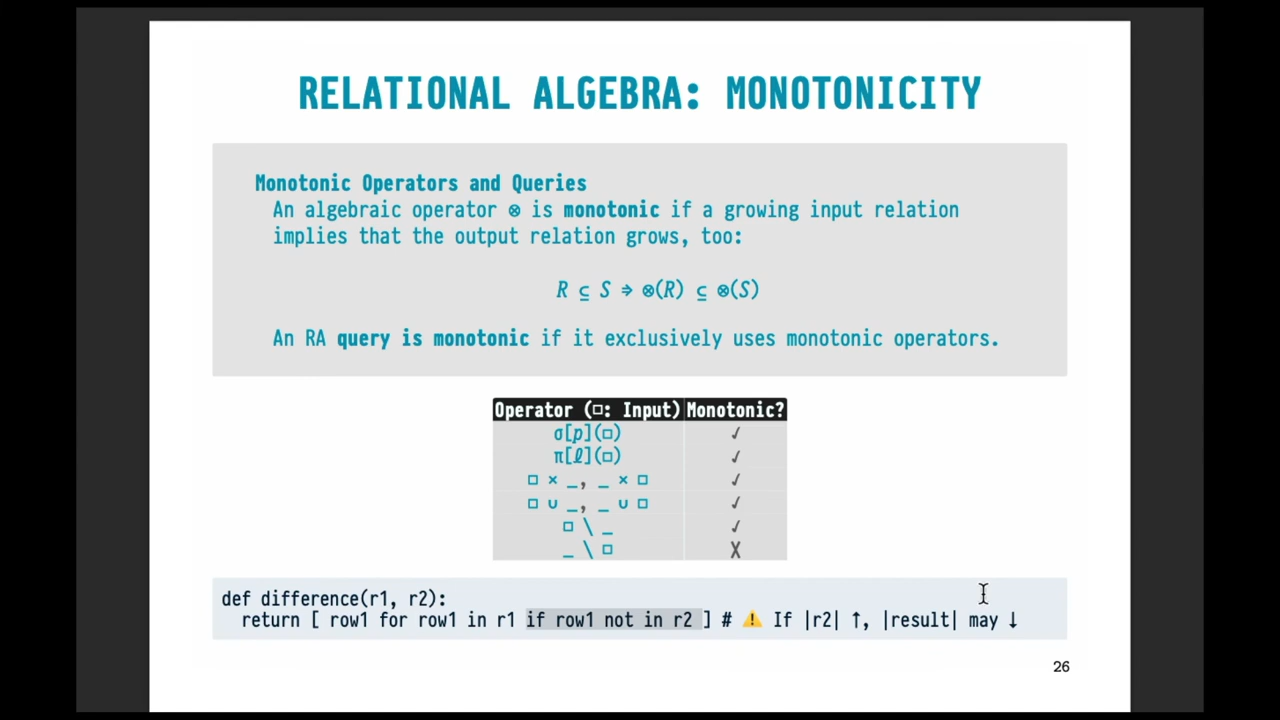 RELATIONAL ALGEBRA: MONOTONICITY
Monotonic Operators and Queries
An algebraic operator ⊗ is monotonic if a growing input relation
implies that the output relation grows, too:
R ⊆ S ⇒ ⊗(R) ⊆ ⊗(S)
An RA query is monotonic if it exclusively uses monotonic operators.
Operator (□: Input) Monotonic?
σ[p](□) ✓
π[ℓ](□) ✓
□ × _, _ × □ ✓
□ ∪ _, _ ∪ □ ✓
□ \ _ ✓
_ \ □ ✗
def difference(r1, r2):
return [ row1 for row1 in r1 if row1 not in r2 ] # ⚠️ If |r2| ↑, |result| may ↓
26